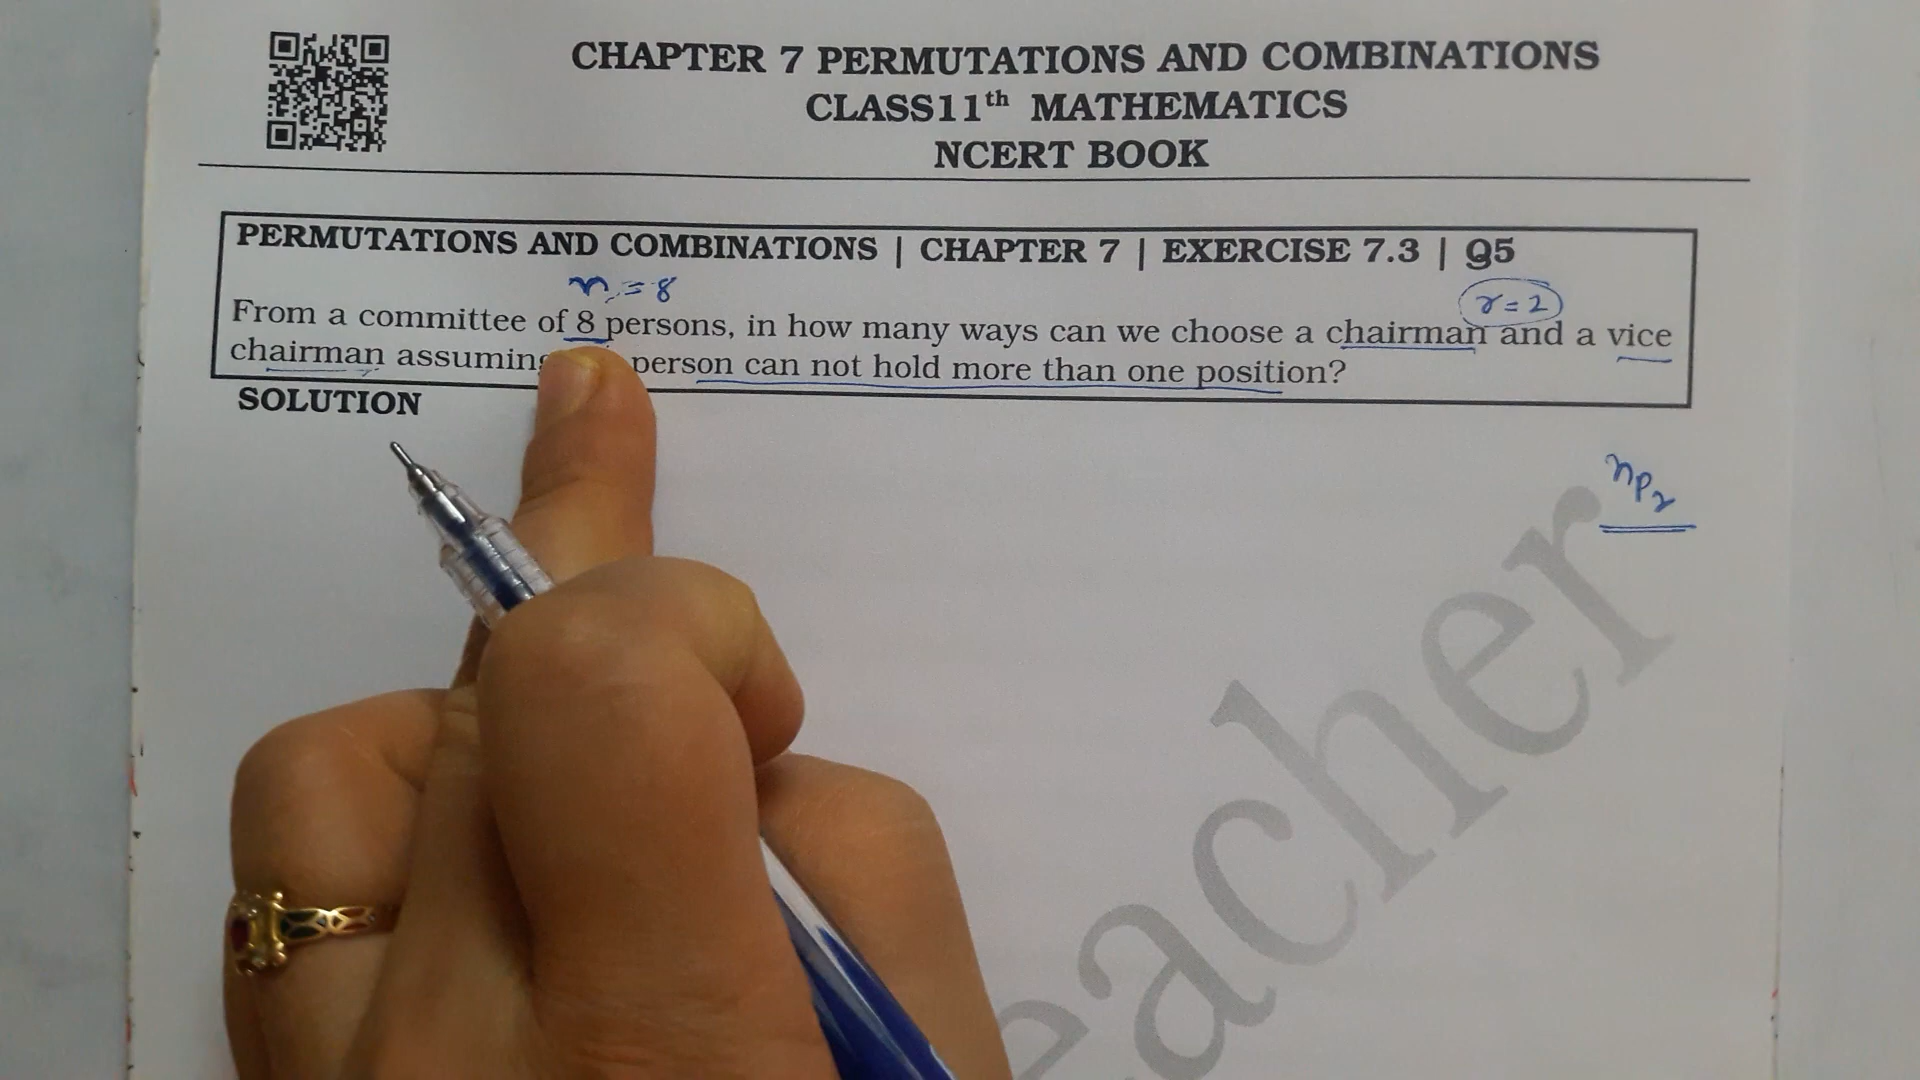 CHAPTER 7 PERMUTATIONS AND COMBINATIONS
CLASS11th MATHEMATICS
NCERT BOOK
PERMUTATIONS AND COMBINATIONS | CHAPTER 7 | EXERCISE 7.3 | Q5
n=8
r=2
From a committee of 8 persons, in how many ways can we choose a chairman and a vice
chairman assuming person can not hold more than one position?
SOLUTION
nPr
eacher